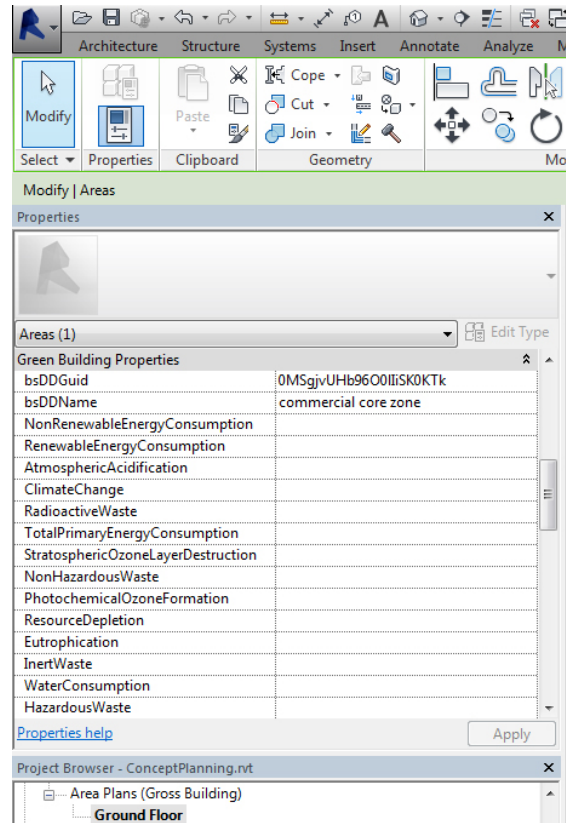 Architecture Structure Systems Insert Annotate Analyze
Modify
Paste
Cope
Cut
Join
Select Properties Clipboard Geometry Mo
Modify | Areas
Properties
Areas (1) Edit Type
Green Building Properties
bsDDGuid
bsDDName commercial core zone
NonRenewableEnergyConsumption
RenewableEnergyConsumption
AtmosphericAcidification
ClimateChange
RadioactiveWaste
TotalPrimaryEnergyConsumption
StratosphericOzoneLayerDestruction
NonHazardousWaste
PhotochemicalOzoneFormation
ResourceDepletion
Eutrophication
InertWaste
WaterConsumption
HazardousWaste
Properties help Apply
Project Browser - ConceptPlanning.rvt
Area Plans (Gross Building)
Ground Floor